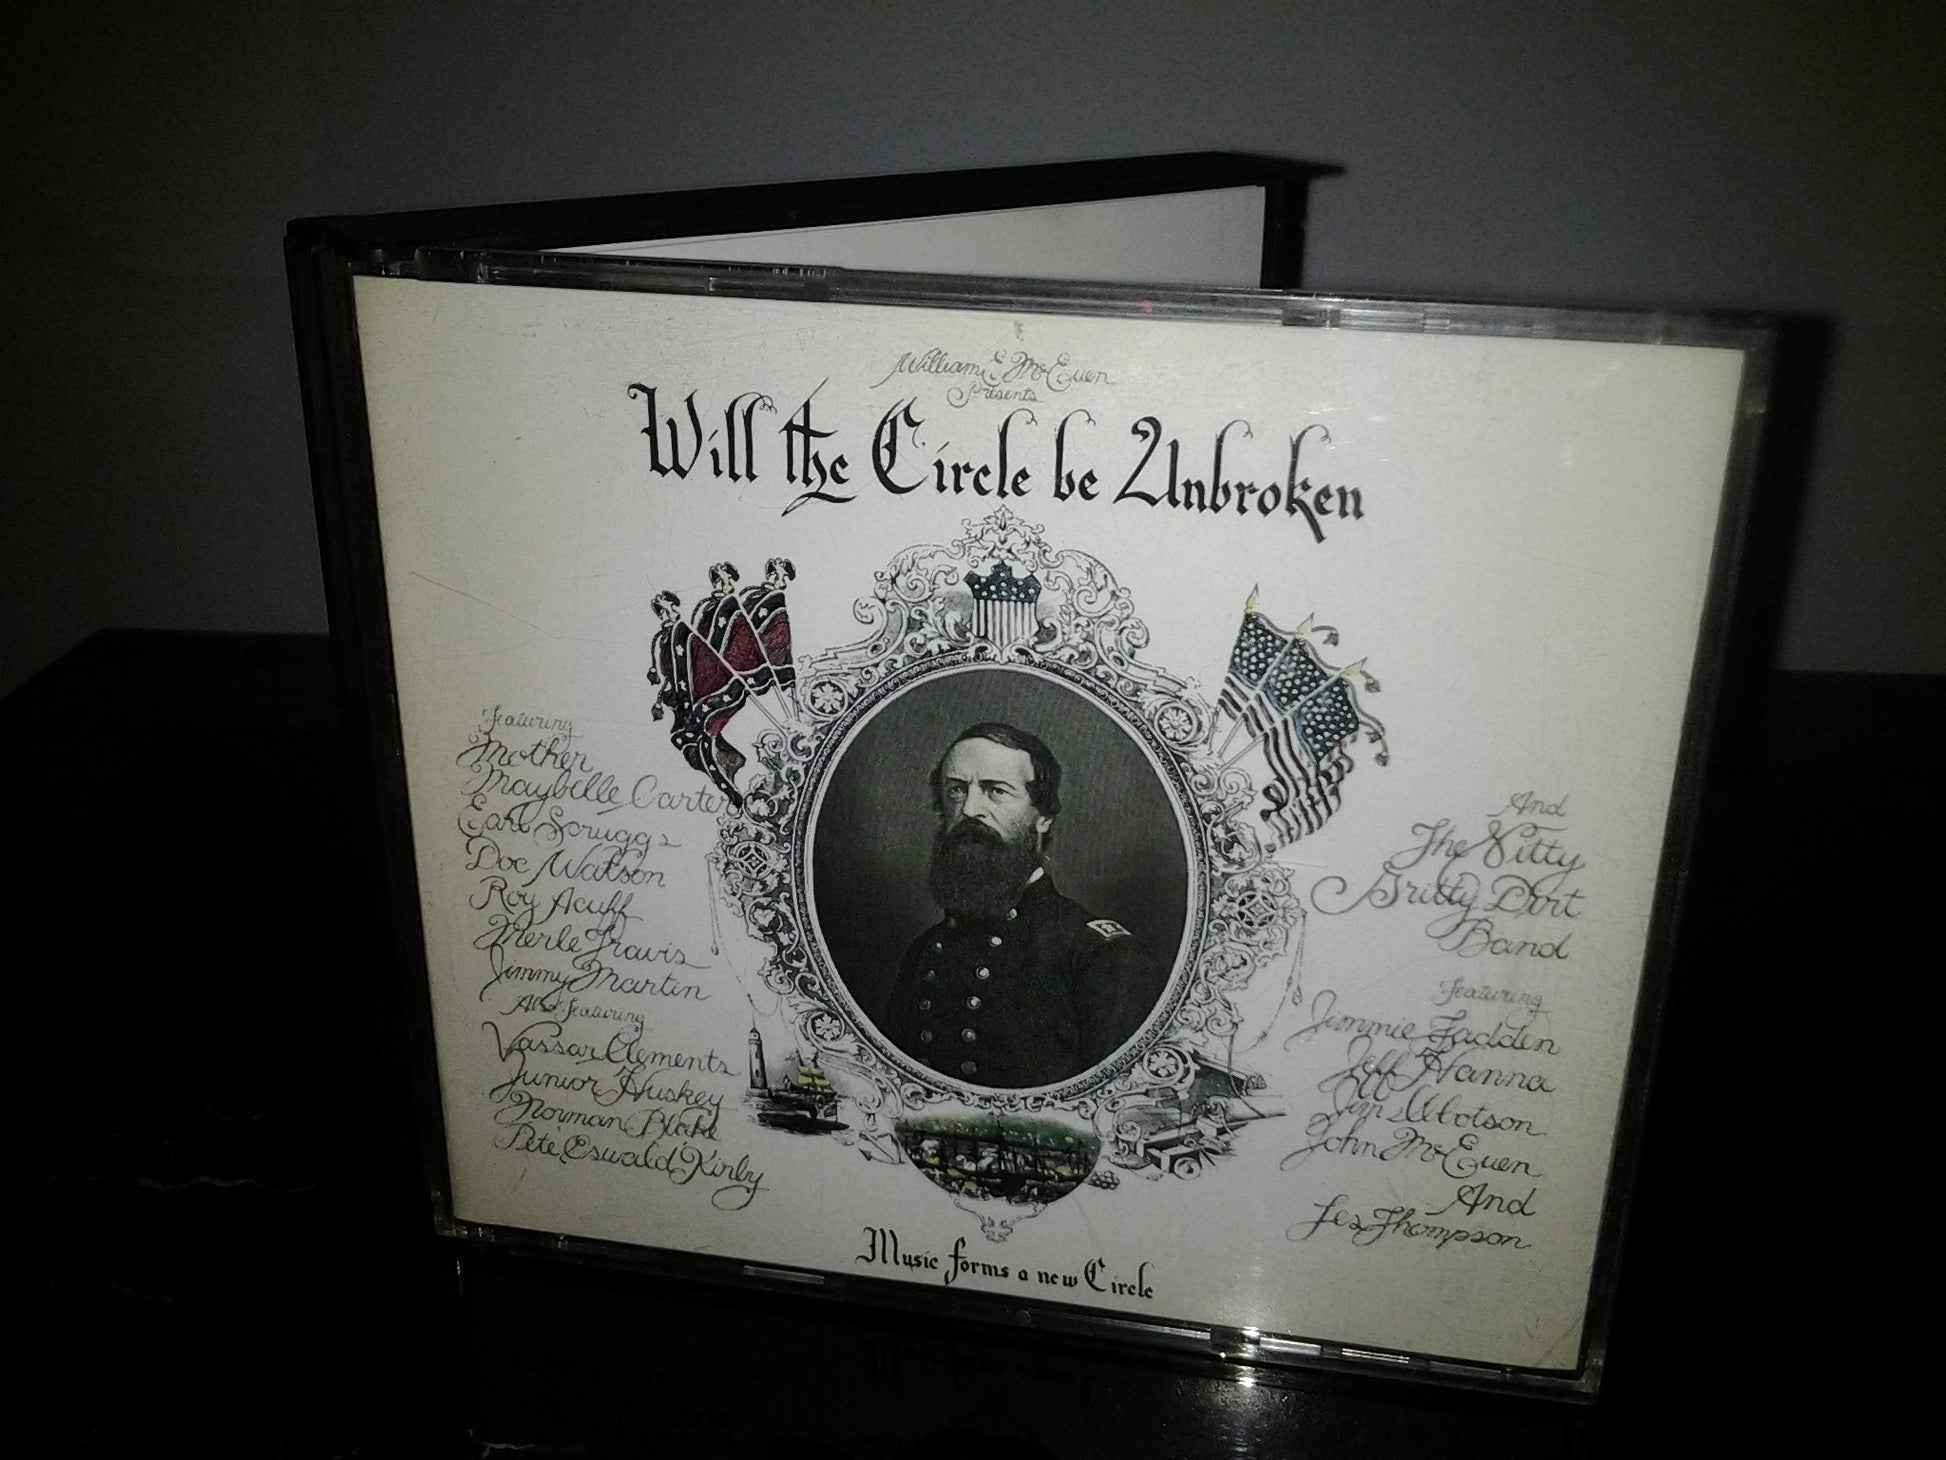 William E. McEuen
Presents
Will the Circle be Unbroken
Featuring
Mother
Maybelle Carter
Earl Scruggs
Doc Watson
Roy Acuff
Merle Travis
Jimmy Martin
Also featuring
Vassar Clements
Junior Huskey
Norman Blake
Pete Oswald Kirby
And
The Nitty
Gritty Dirt
Band
Featuring
Jimmie Fadden
Jeff Hanna
Jim Ibbotson
John McEuen
And
Les Thompson
Music forms a new Circle